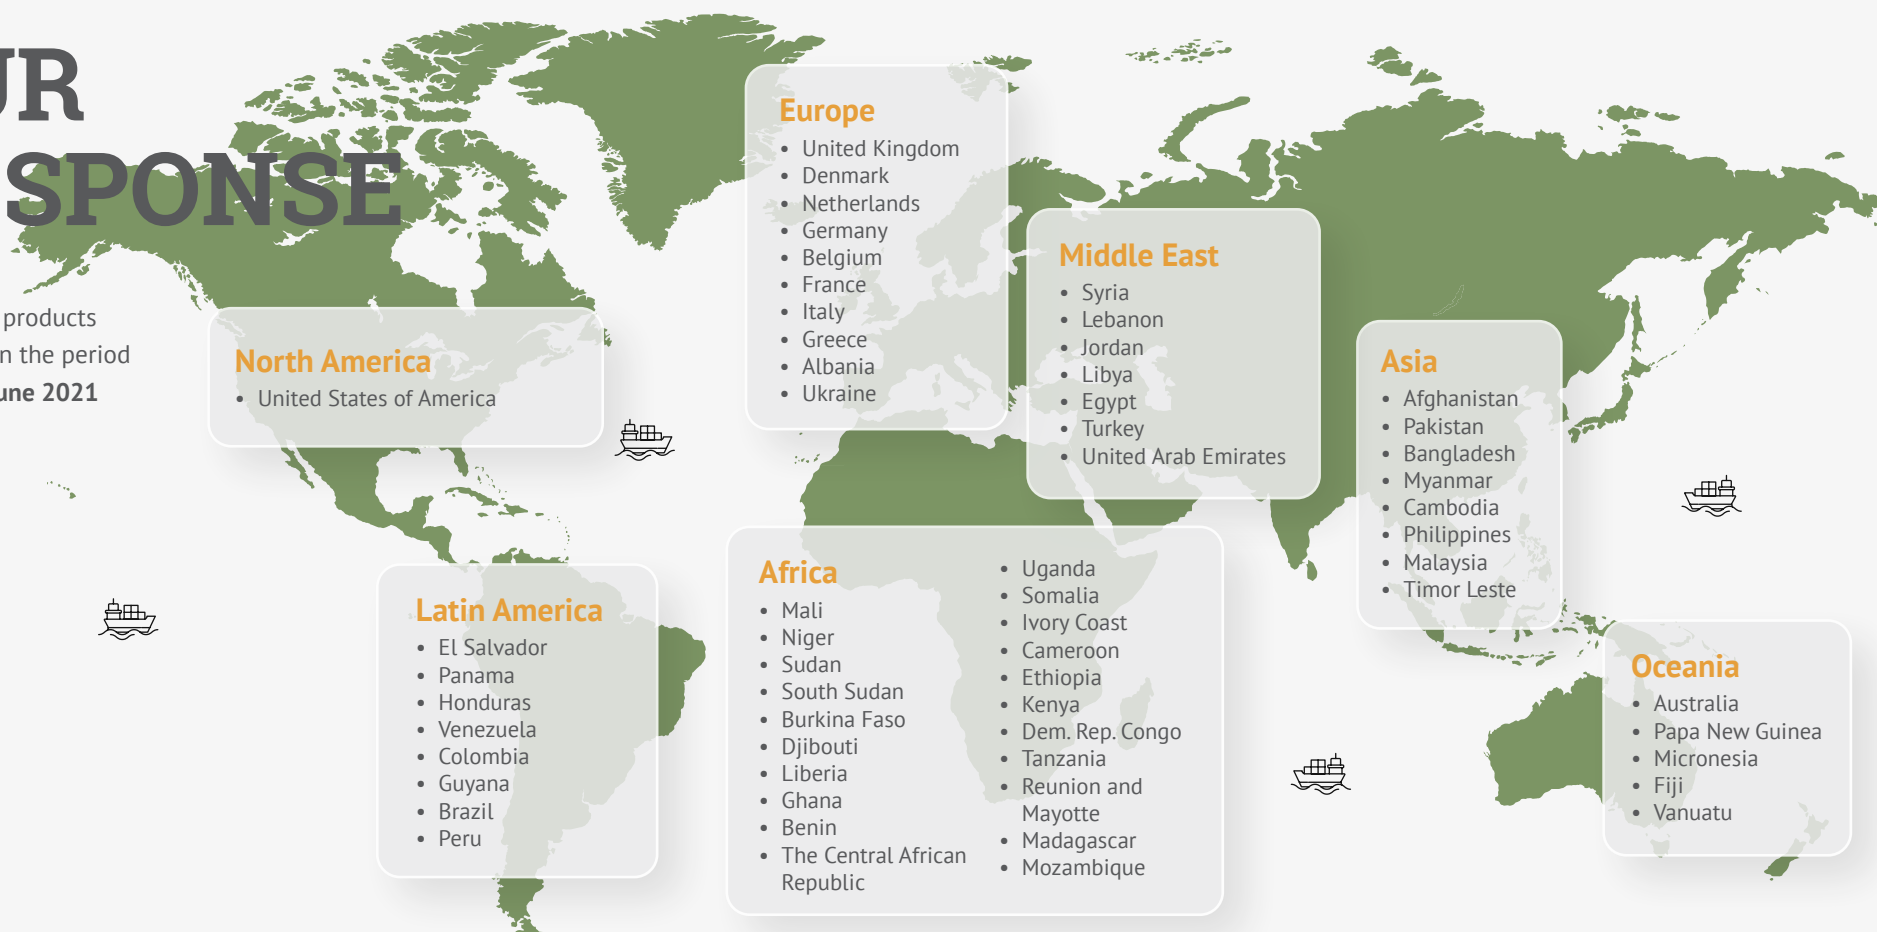 UR
SPONSE
products
n the period
une 2021
North America
• United States of America
Latin America
• El Salvador
• Panama
• Honduras
• Venezuela
• Colombia
• Guyana
• Brazil
• Peru
Europe
• United Kingdom
• Denmark
• Netherlands
• Germany
• Belgium
• France
• Italy
• Greece
• Albania
• Ukraine
Africa
• Mali
• Niger
• Sudan
• South Sudan
• Burkina Faso
• Djibouti
• Liberia
• Ghana
• Benin
• The Central African
Republic
• Uganda
• Somalia
• Ivory Coast
• Cameroon
• Ethiopia
• Kenya
• Dem. Rep. Congo
• Tanzania
• Reunion and
Mayotte
• Madagascar
• Mozambique
Middle East
• Syria
• Lebanon
• Jordan
• Libya
• Egypt
• Turkey
• United Arab Emirates
Asia
• Afghanistan
• Pakistan
• Bangladesh
• Myanmar
• Cambodia
• Philippines
• Malaysia
• Timor Leste
Oceania
• Australia
• Papa New Guinea
• Micronesia
• Fiji
• Vanuatu